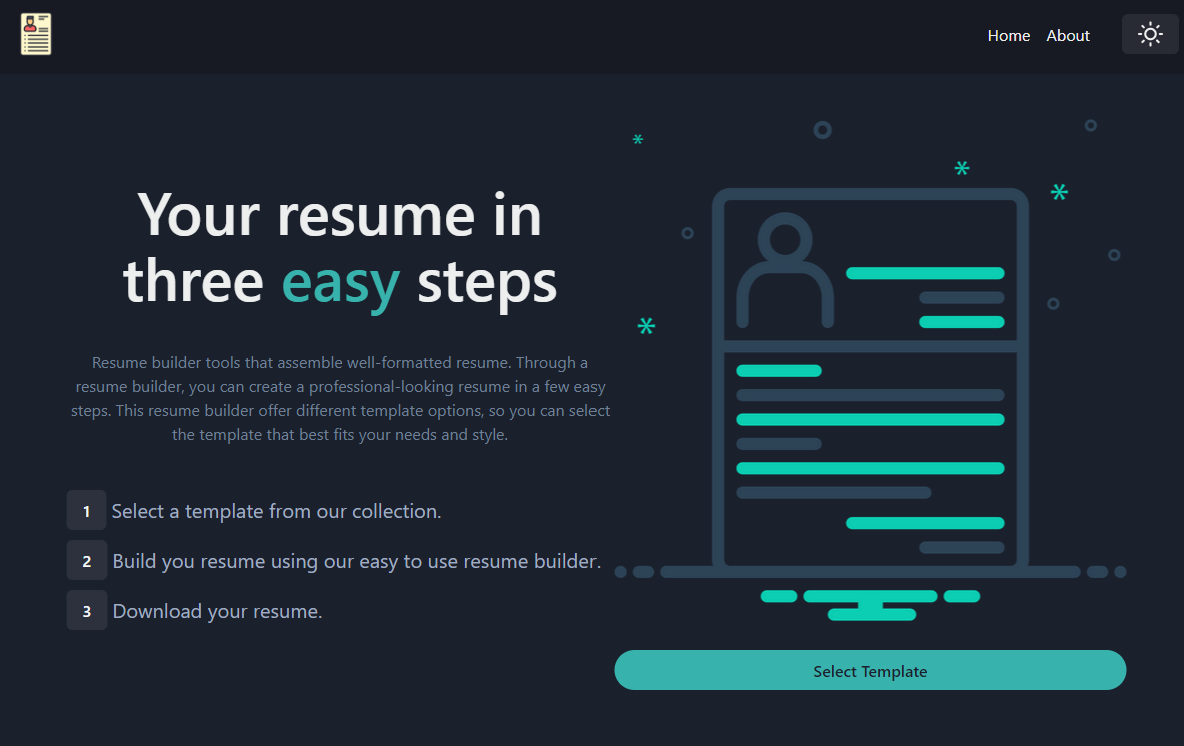 Home About
Your resume in
three easy steps
Resume builder tools that assemble well-formatted resume. Through a
resume builder, you can create a professional-looking resume in a few easy
steps. This resume builder offer different template options, so you can select
the template that best fits your needs and style.
1 Select a template from our collection.
2 Build you resume using our easy to use resume builder.
3 Download your resume.
Select Template